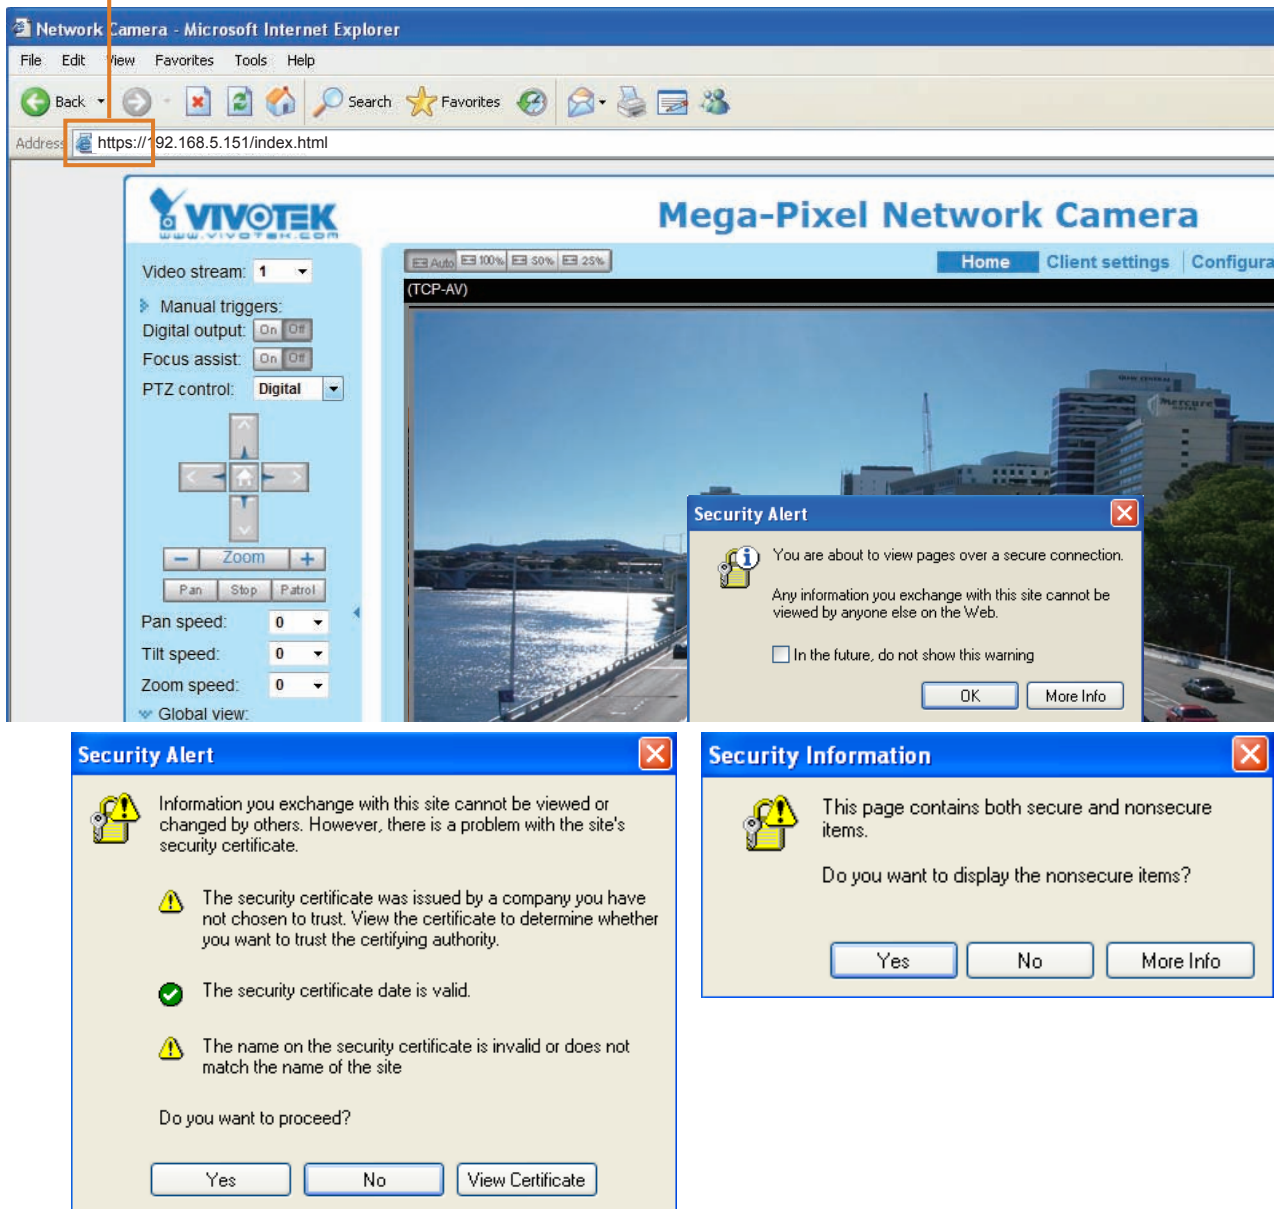 Network Camera - Microsoft Internet Explorer
File Edit View Favorites Tools Help
Back Search Favorites
Address https://192.168.5.151/index.html
VIVOTEK
www.vivotek.com
Mega-Pixel Network Camera
Auto 100% 50% 25%
Home Client settings Configura
(TCP-AV)
Video stream: 1
Manual triggers:
Digital output: On Off
Focus assist: On Off
PTZ control: Digital
Zoom
Pan Stop Patrol
Pan speed: 0
Tilt speed: 0
Zoom speed: 0
Global view:
Mercure
Security Alert
You are about to view pages over a secure connection.
Any information you exchange with this site cannot be
viewed by anyone else on the Web.
In the future, do not show this warning
OK More Info
Security Alert
Information you exchange with this site cannot be viewed or
changed by others. However, there is a problem with the site's
security certificate.
The security certificate was issued by a company you have
not chosen to trust. View the certificate to determine whether
you want to trust the certifying authority.
The security certificate date is valid.
The name on the security certificate is invalid or does not
match the name of the site
Do you want to proceed?
Yes No View Certificate
Security Information
This page contains both secure and nonsecure
items.
Do you want to display the nonsecure items?
Yes No More Info